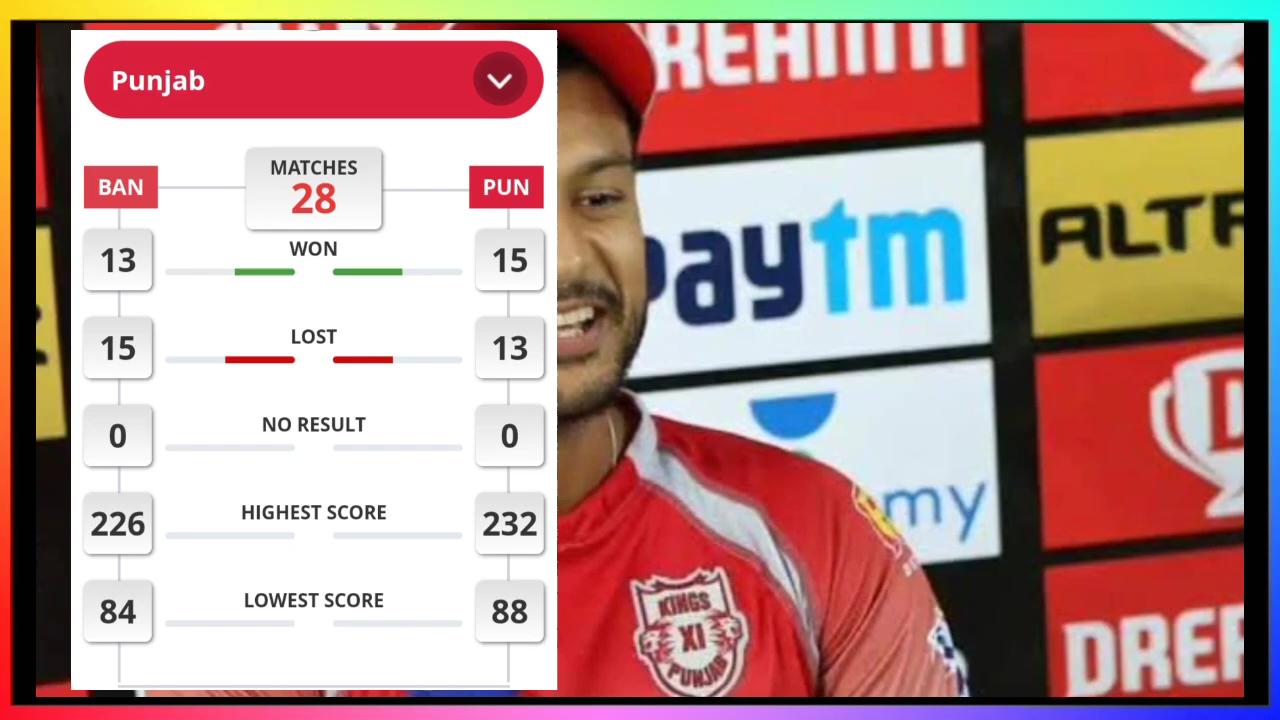 Punjab
MATCHES
28
BAN
PUN
WON
13
15
LOST
15
13
NO RESULT
0
0
HIGHEST SCORE
226
232
LOWEST SCORE
84
88
paytm
my
KINGS
XI
PUNJAB